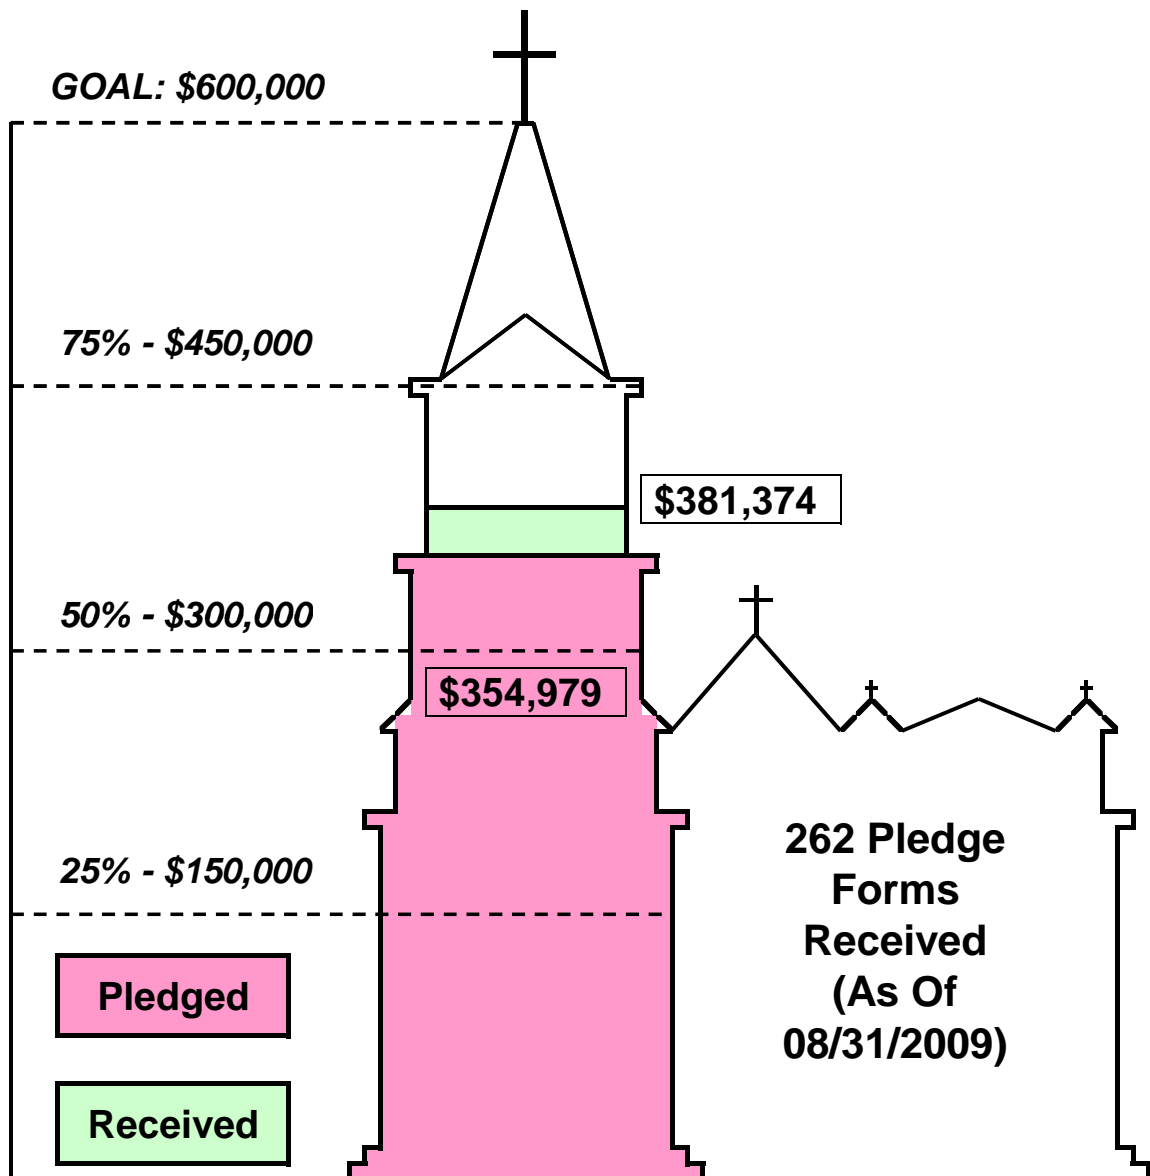 GOAL: $600,000
75% - $450,000
$381,374
50% - $300,000
$354,979
25% - $150,000
262 Pledge
Forms
Received
(As Of
08/31/2009)
Pledged
Received